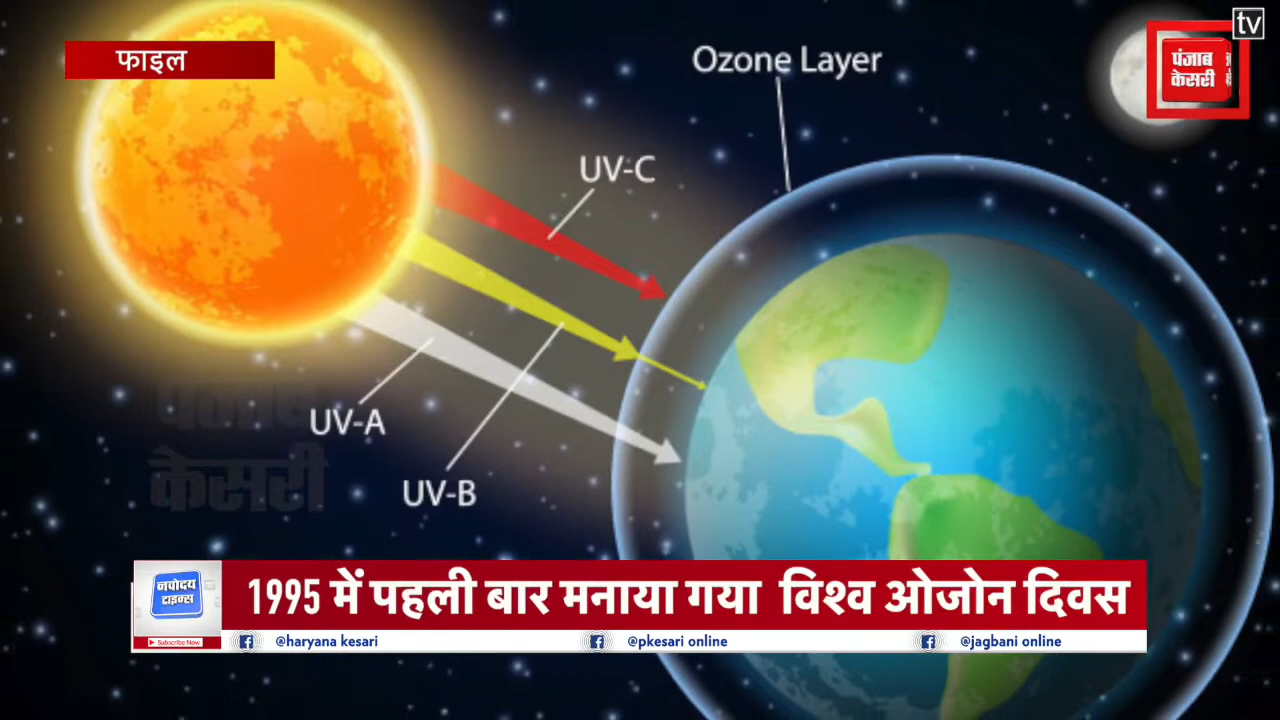 फाइल
Ozone Layer
tv
पंजाब
केसरी
UV-C
UV-A
पंजाब
केसरी
UV-B
नवोदय
टाइम्स
1995 में पहली बार मनाया गया विश्व ओजोन दिवस
Subscribe Now
@haryana kesari
@pkesari online
@jagbani online